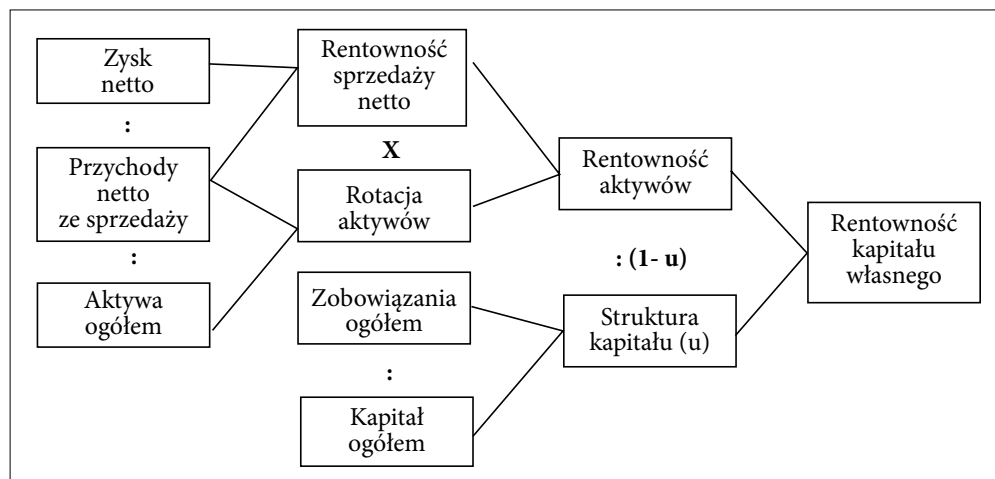 Zysk
netto
:
Przychody
netto
ze sprzedaży
:
Aktywa
ogółem
Rentowność
sprzedaży
netto
X
Rotacja
aktywów
Zobowiązania
ogółem
:
Kapitał
ogółem
Rentowność
aktywów
: (1- u)
Struktura
kapitału (u)
Rentowność
kapitału
własnego